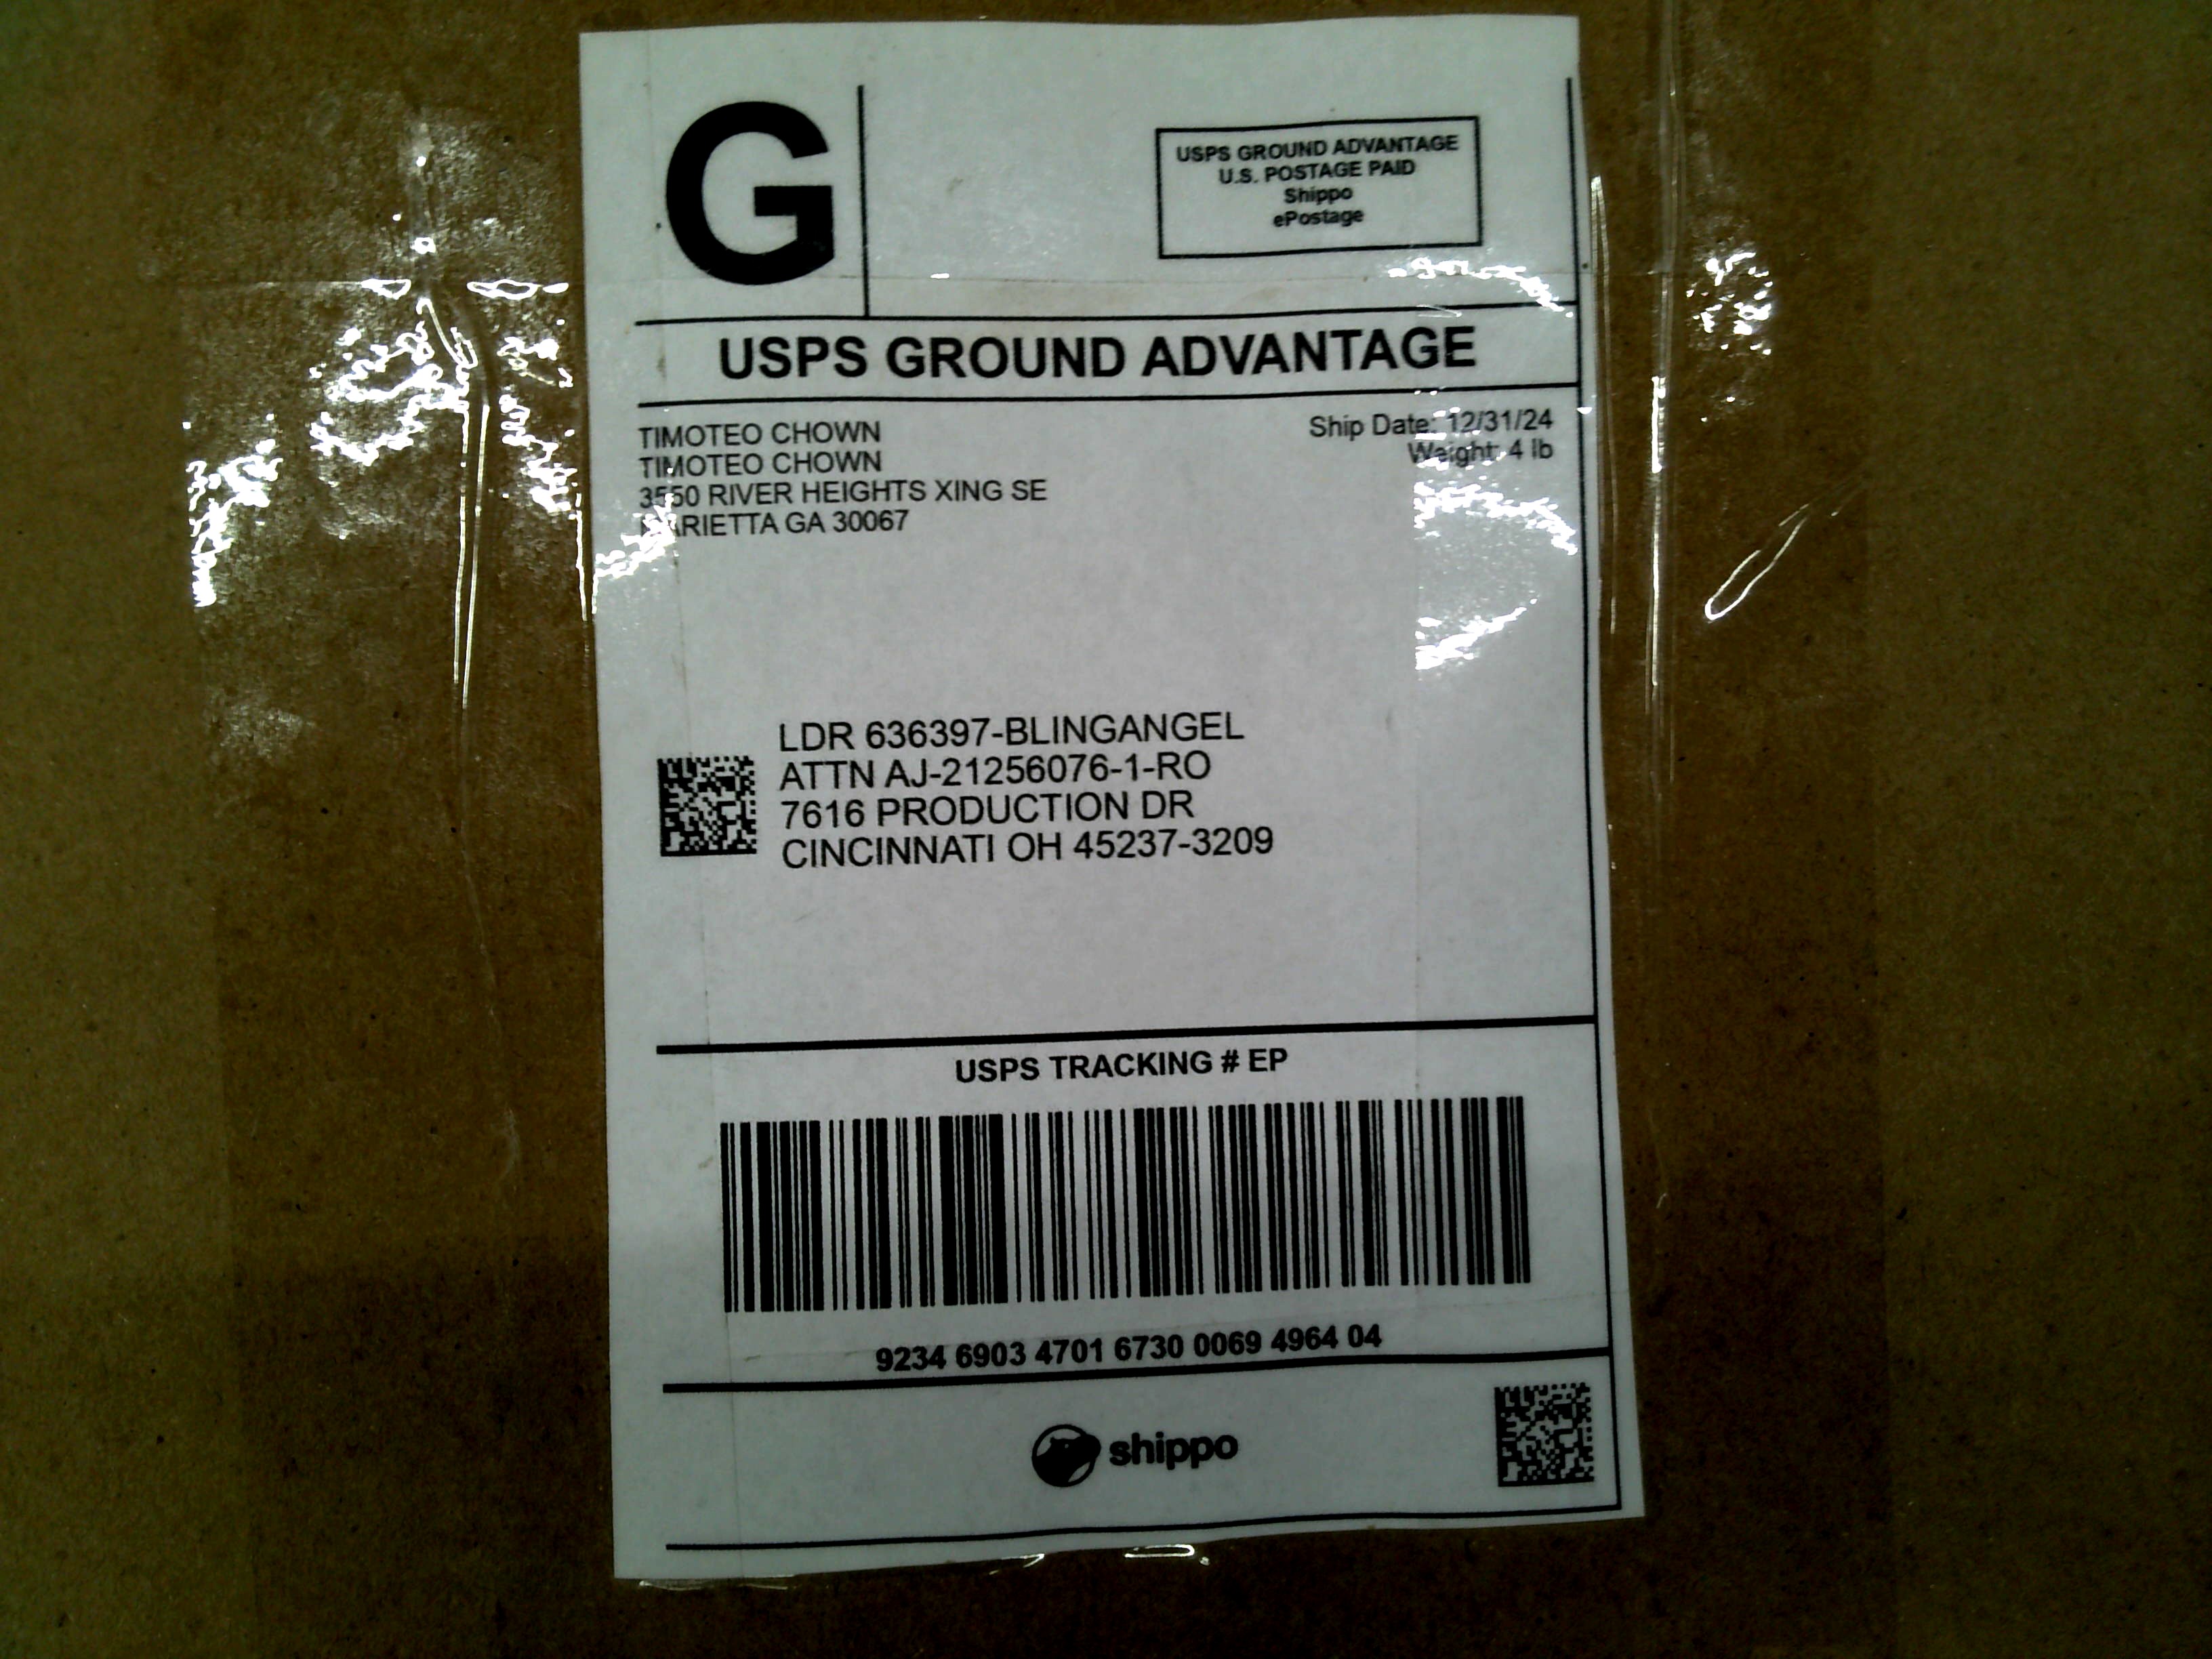 G
USPS GROUND ADVANTAGE
U.S. POSTAGE PAID
Shippo
ePostage
USPS GROUND ADVANTAGE
TIMOTEO CHOWN
TIMOTEO CHOWN
3550 RIVER HEIGHTS XING SE
MARIETTA GA 30067
Ship Date: 12/31/24
Weight: 4 lb
LDR 636397-BLINGANGEL
ATTN AJ-21256076-1-RO
7616 PRODUCTION DR
CINCINNATI OH 45237-3209
USPS TRACKING # EP
9234 6903 4701 6730 0069 4964 04
shippo